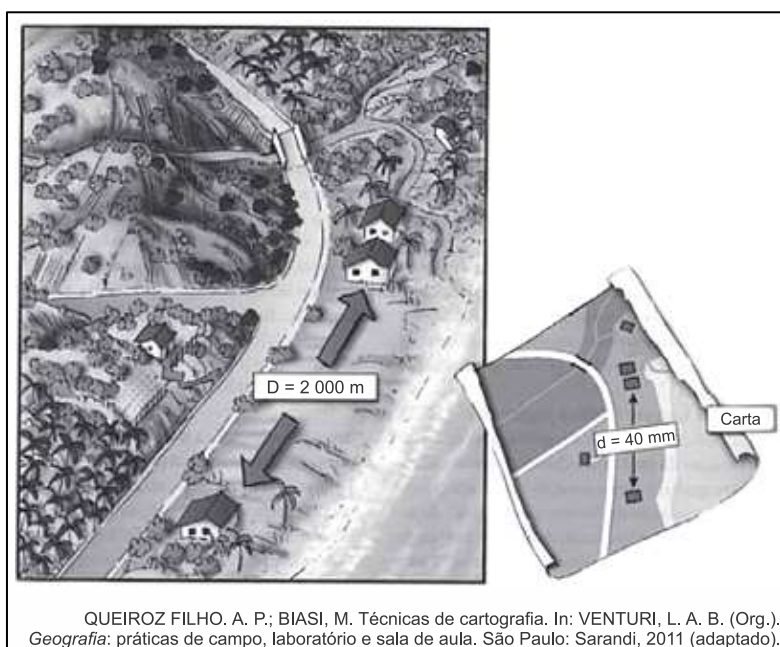 D = 2 000 m
Carta
d = 40 mm
QUEIROZ FILHO. A. P.; BIASI, M. Técnicas de cartografia. In: VENTURI, L. A. B. (Org.).
Geografia: práticas de campo, laboratório e sala de aula. São Paulo: Sarandi, 2011 (adaptado).